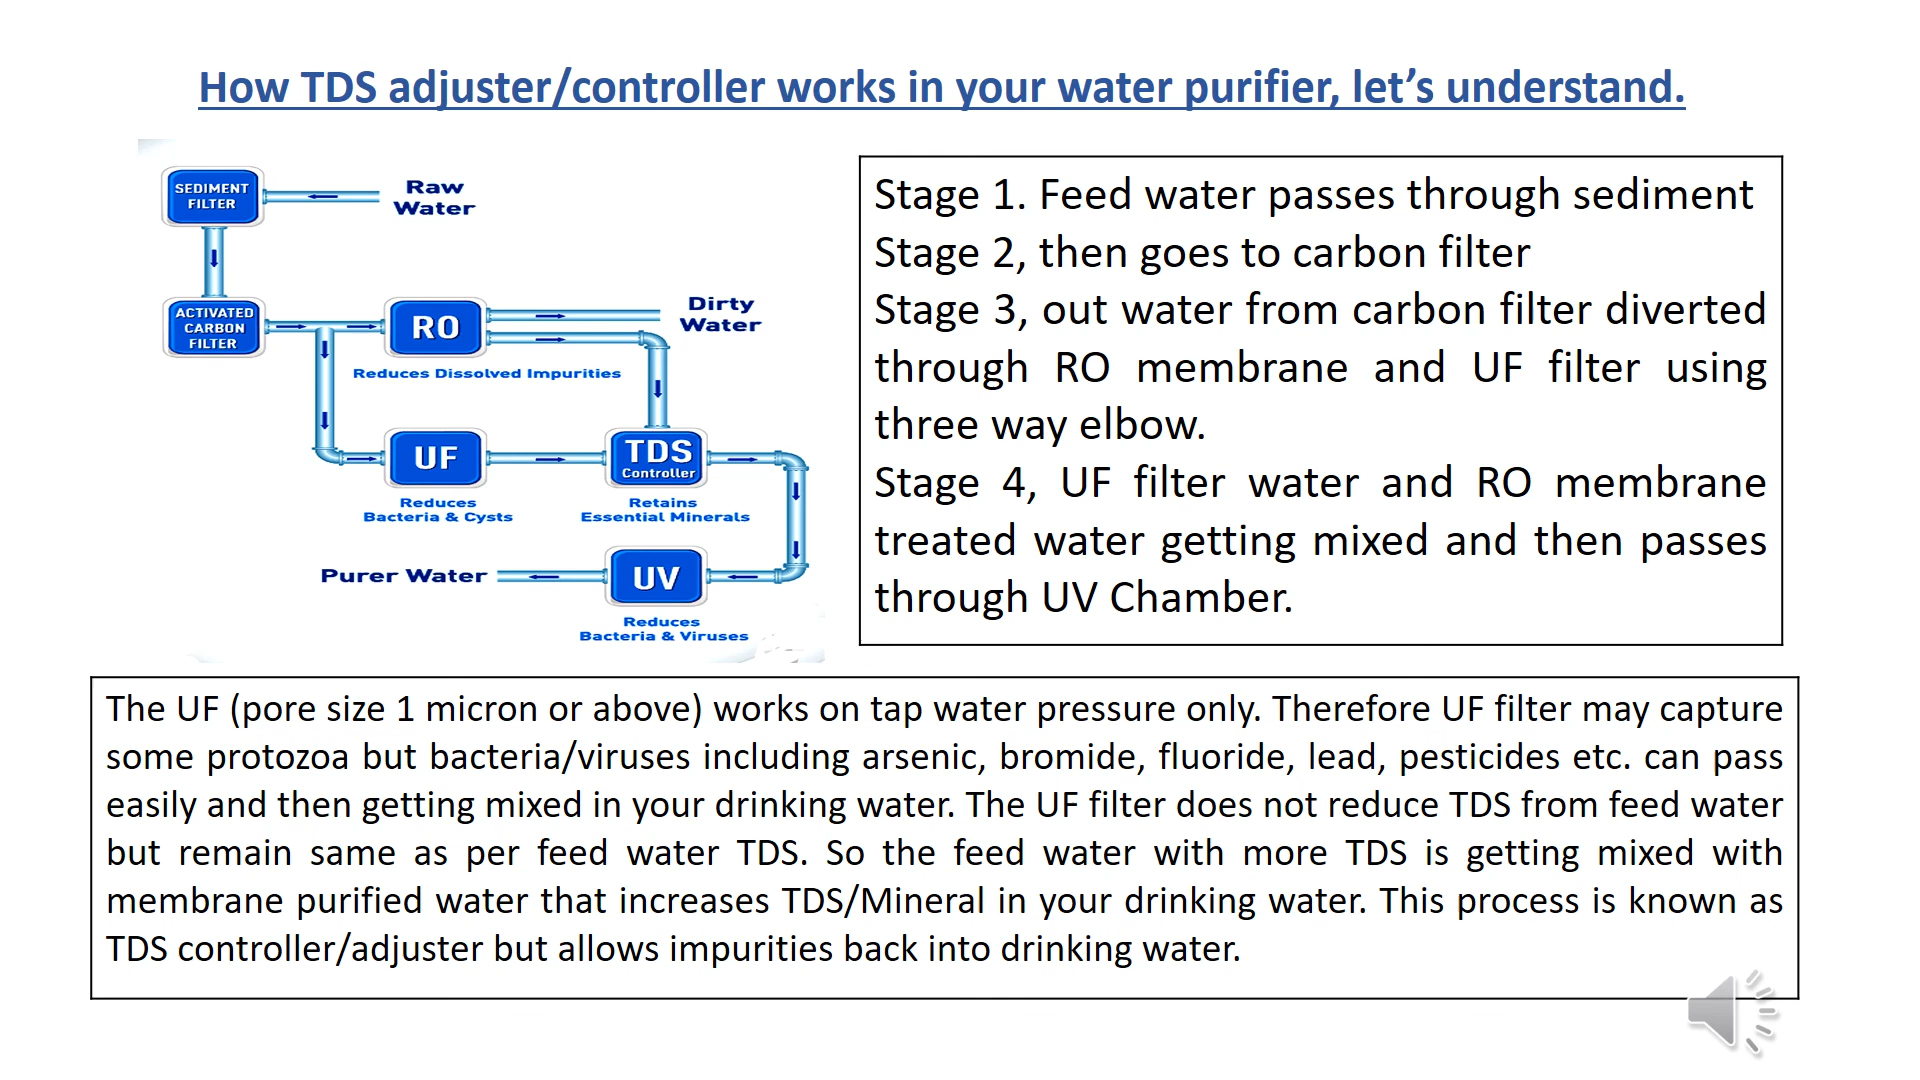 How TDS adjuster/controller works in your water purifier, let’s understand.
SEDIMENT
FILTER
Raw
Water
ACTIVATED
CARBON
FILTER
RO
Dirty
Water
Reduces Dissolved Impurities
UF
TDS
Controller
Reduces
Bacteria & Cysts
Retains
Essential Minerals
Purer Water
UV
Reduces
Bacteria & Viruses
Stage 1. Feed water passes through sediment
Stage 2, then goes to carbon filter
Stage 3, out water from carbon filter diverted
through RO membrane and UF filter using
three way elbow.
Stage 4, UF filter water and RO membrane
treated water getting mixed and then passes
through UV Chamber.
The UF (pore size 1 micron or above) works on tap water pressure only. Therefore UF filter may capture
some protozoa but bacteria/viruses including arsenic, bromide, fluoride, lead, pesticides etc. can pass
easily and then getting mixed in your drinking water. The UF filter does not reduce TDS from feed water
but remain same as per feed water TDS. So the feed water with more TDS is getting mixed with
membrane purified water that increases TDS/Mineral in your drinking water. This process is known as
TDS controller/adjuster but allows impurities back into drinking water.